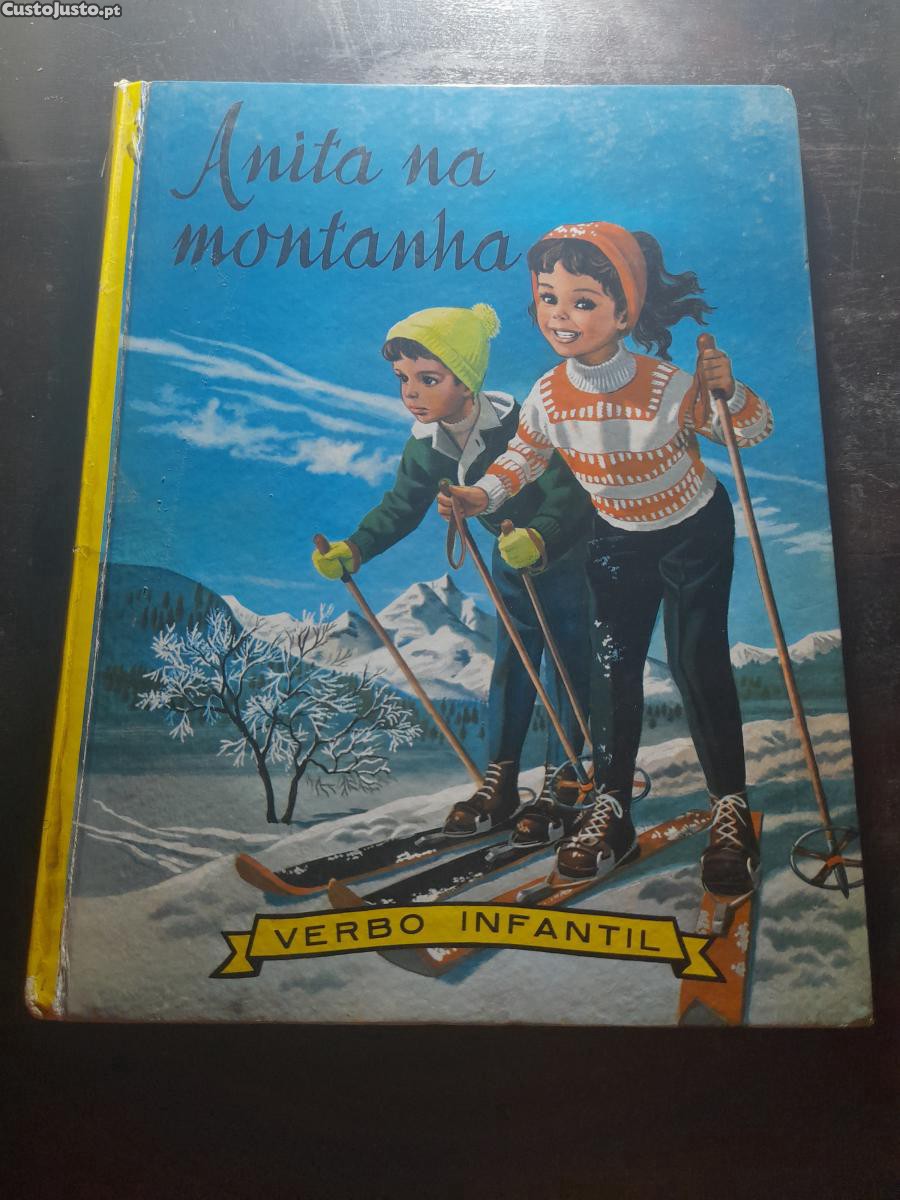 CustoJusto.pt
Anita na
montanha
VERBO INFANTIL